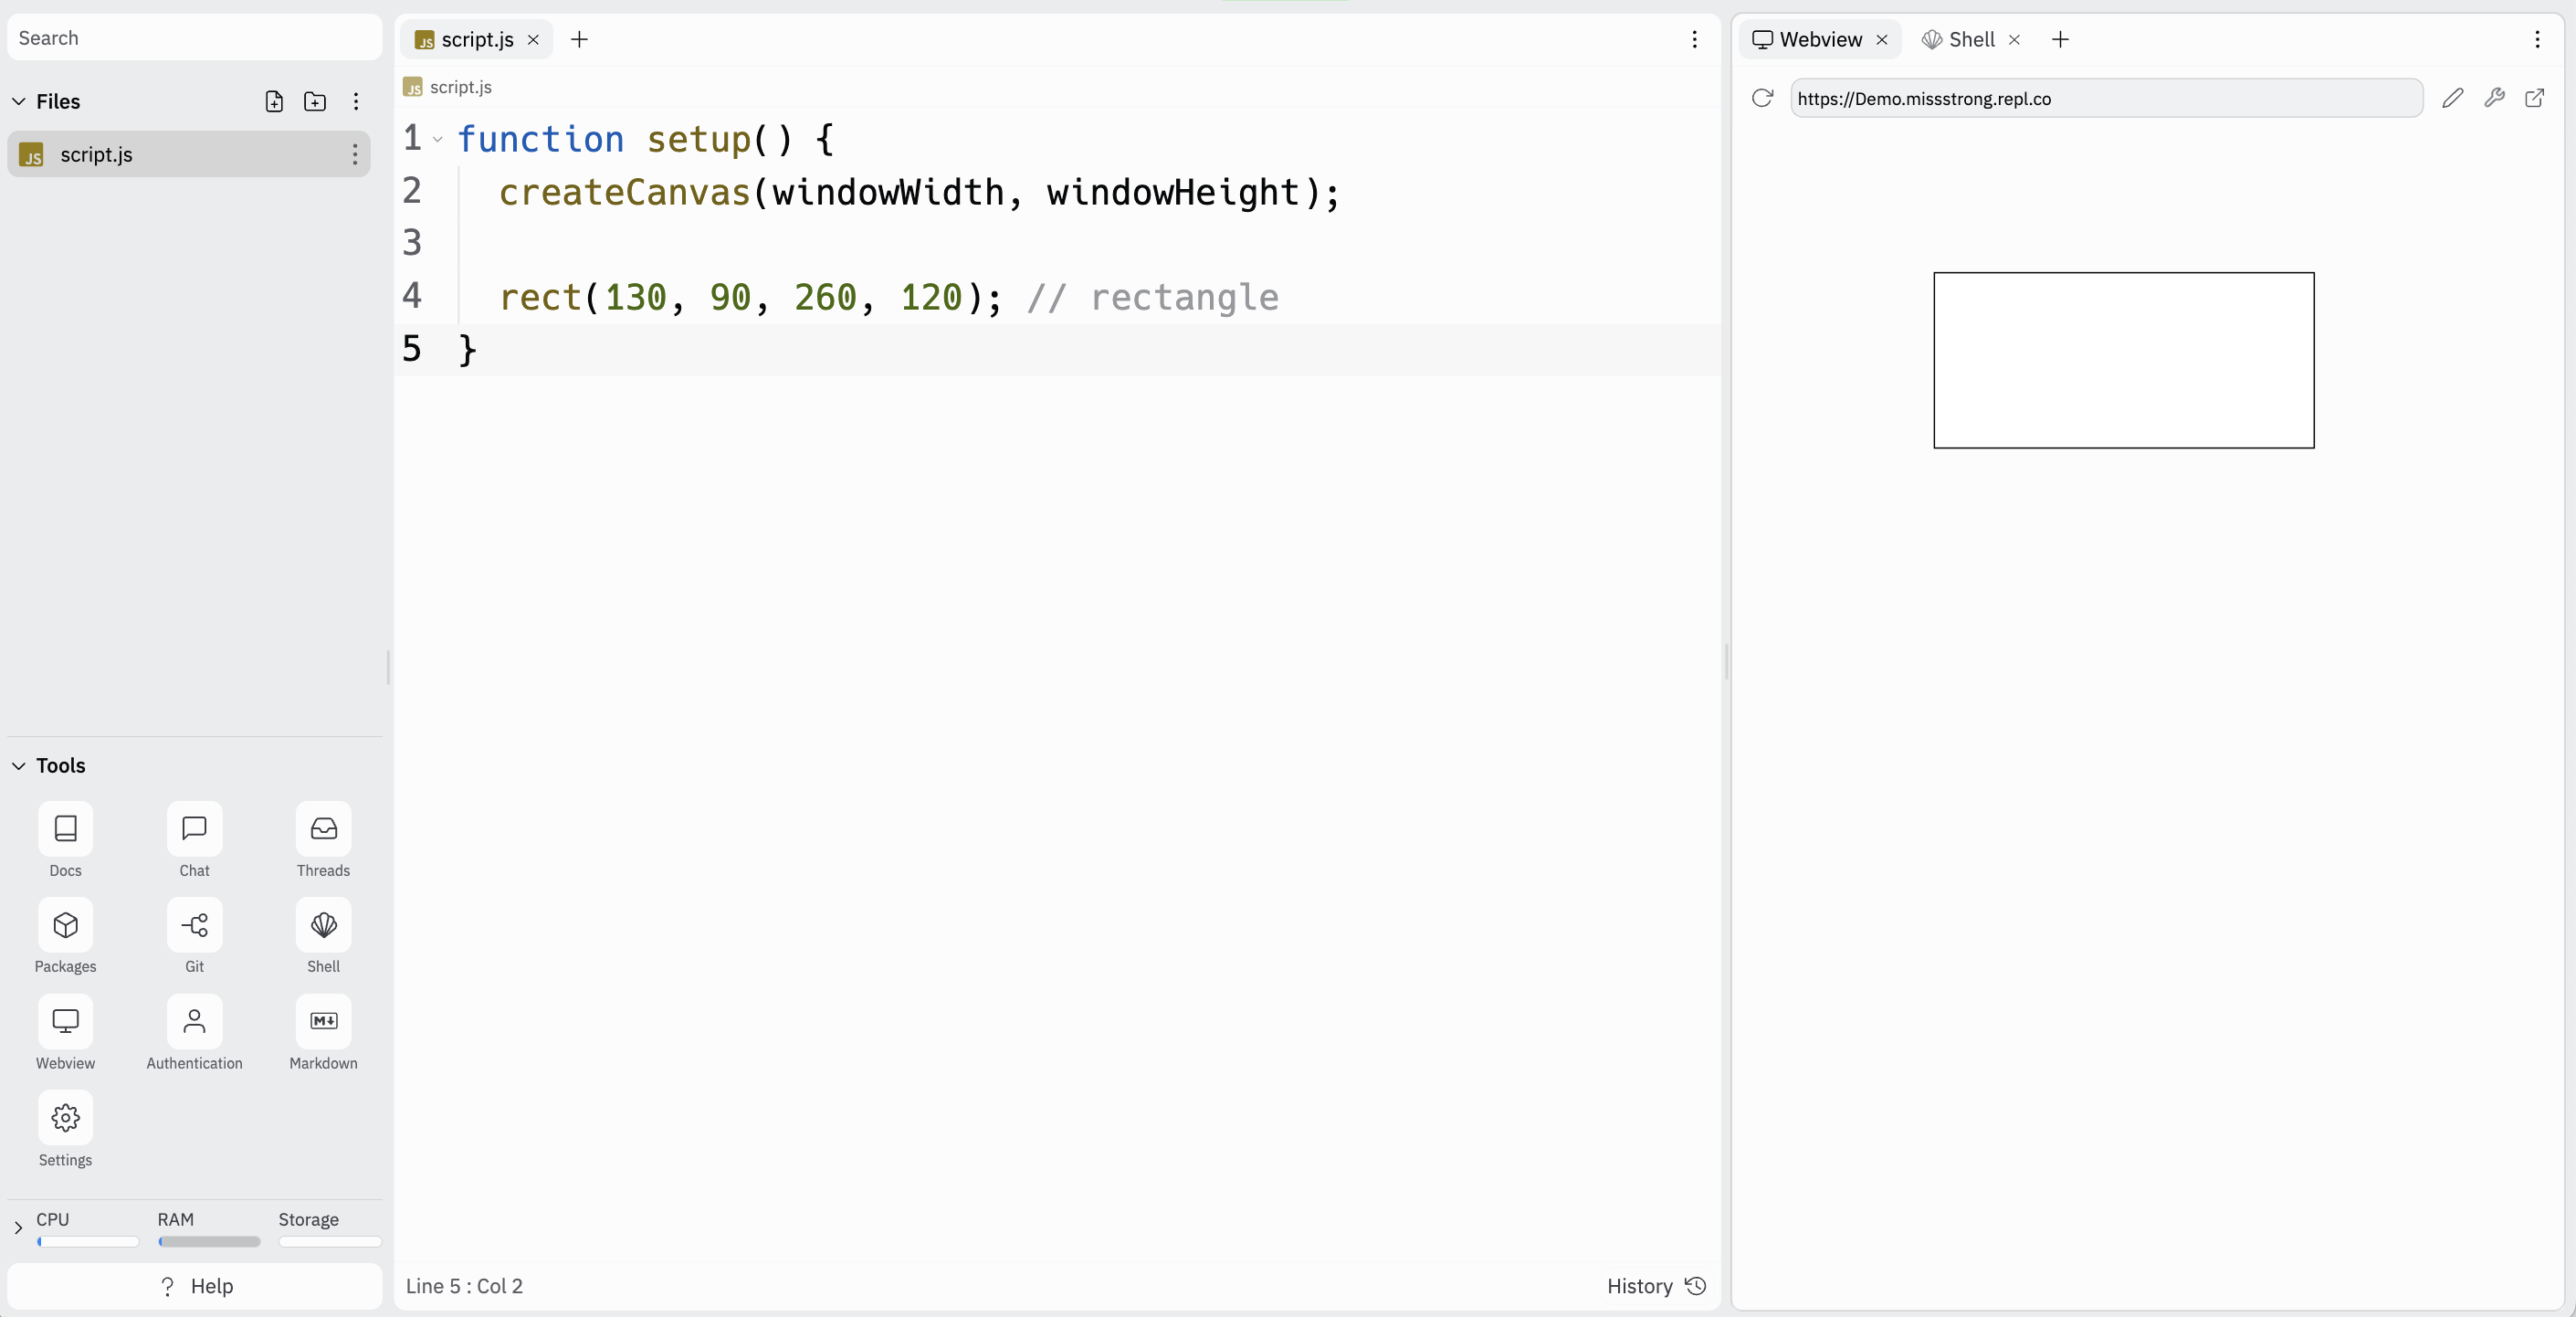 Search
Files
script.js
Tools
Docs
Chat
Threads
Packages
Git
Shell
Webview
Authentication
Markdown
Settings
CPU
RAM
Storage
? Help
JS script.js
JS script.js
1 function setup() {
2 createCanvas(windowWidth, windowHeight);
3
4 rect(130, 90, 260, 120); // rectangle
5 }
Line 5 : Col 2
History
Webview
Shell
https://Demo.missstrong.repl.co